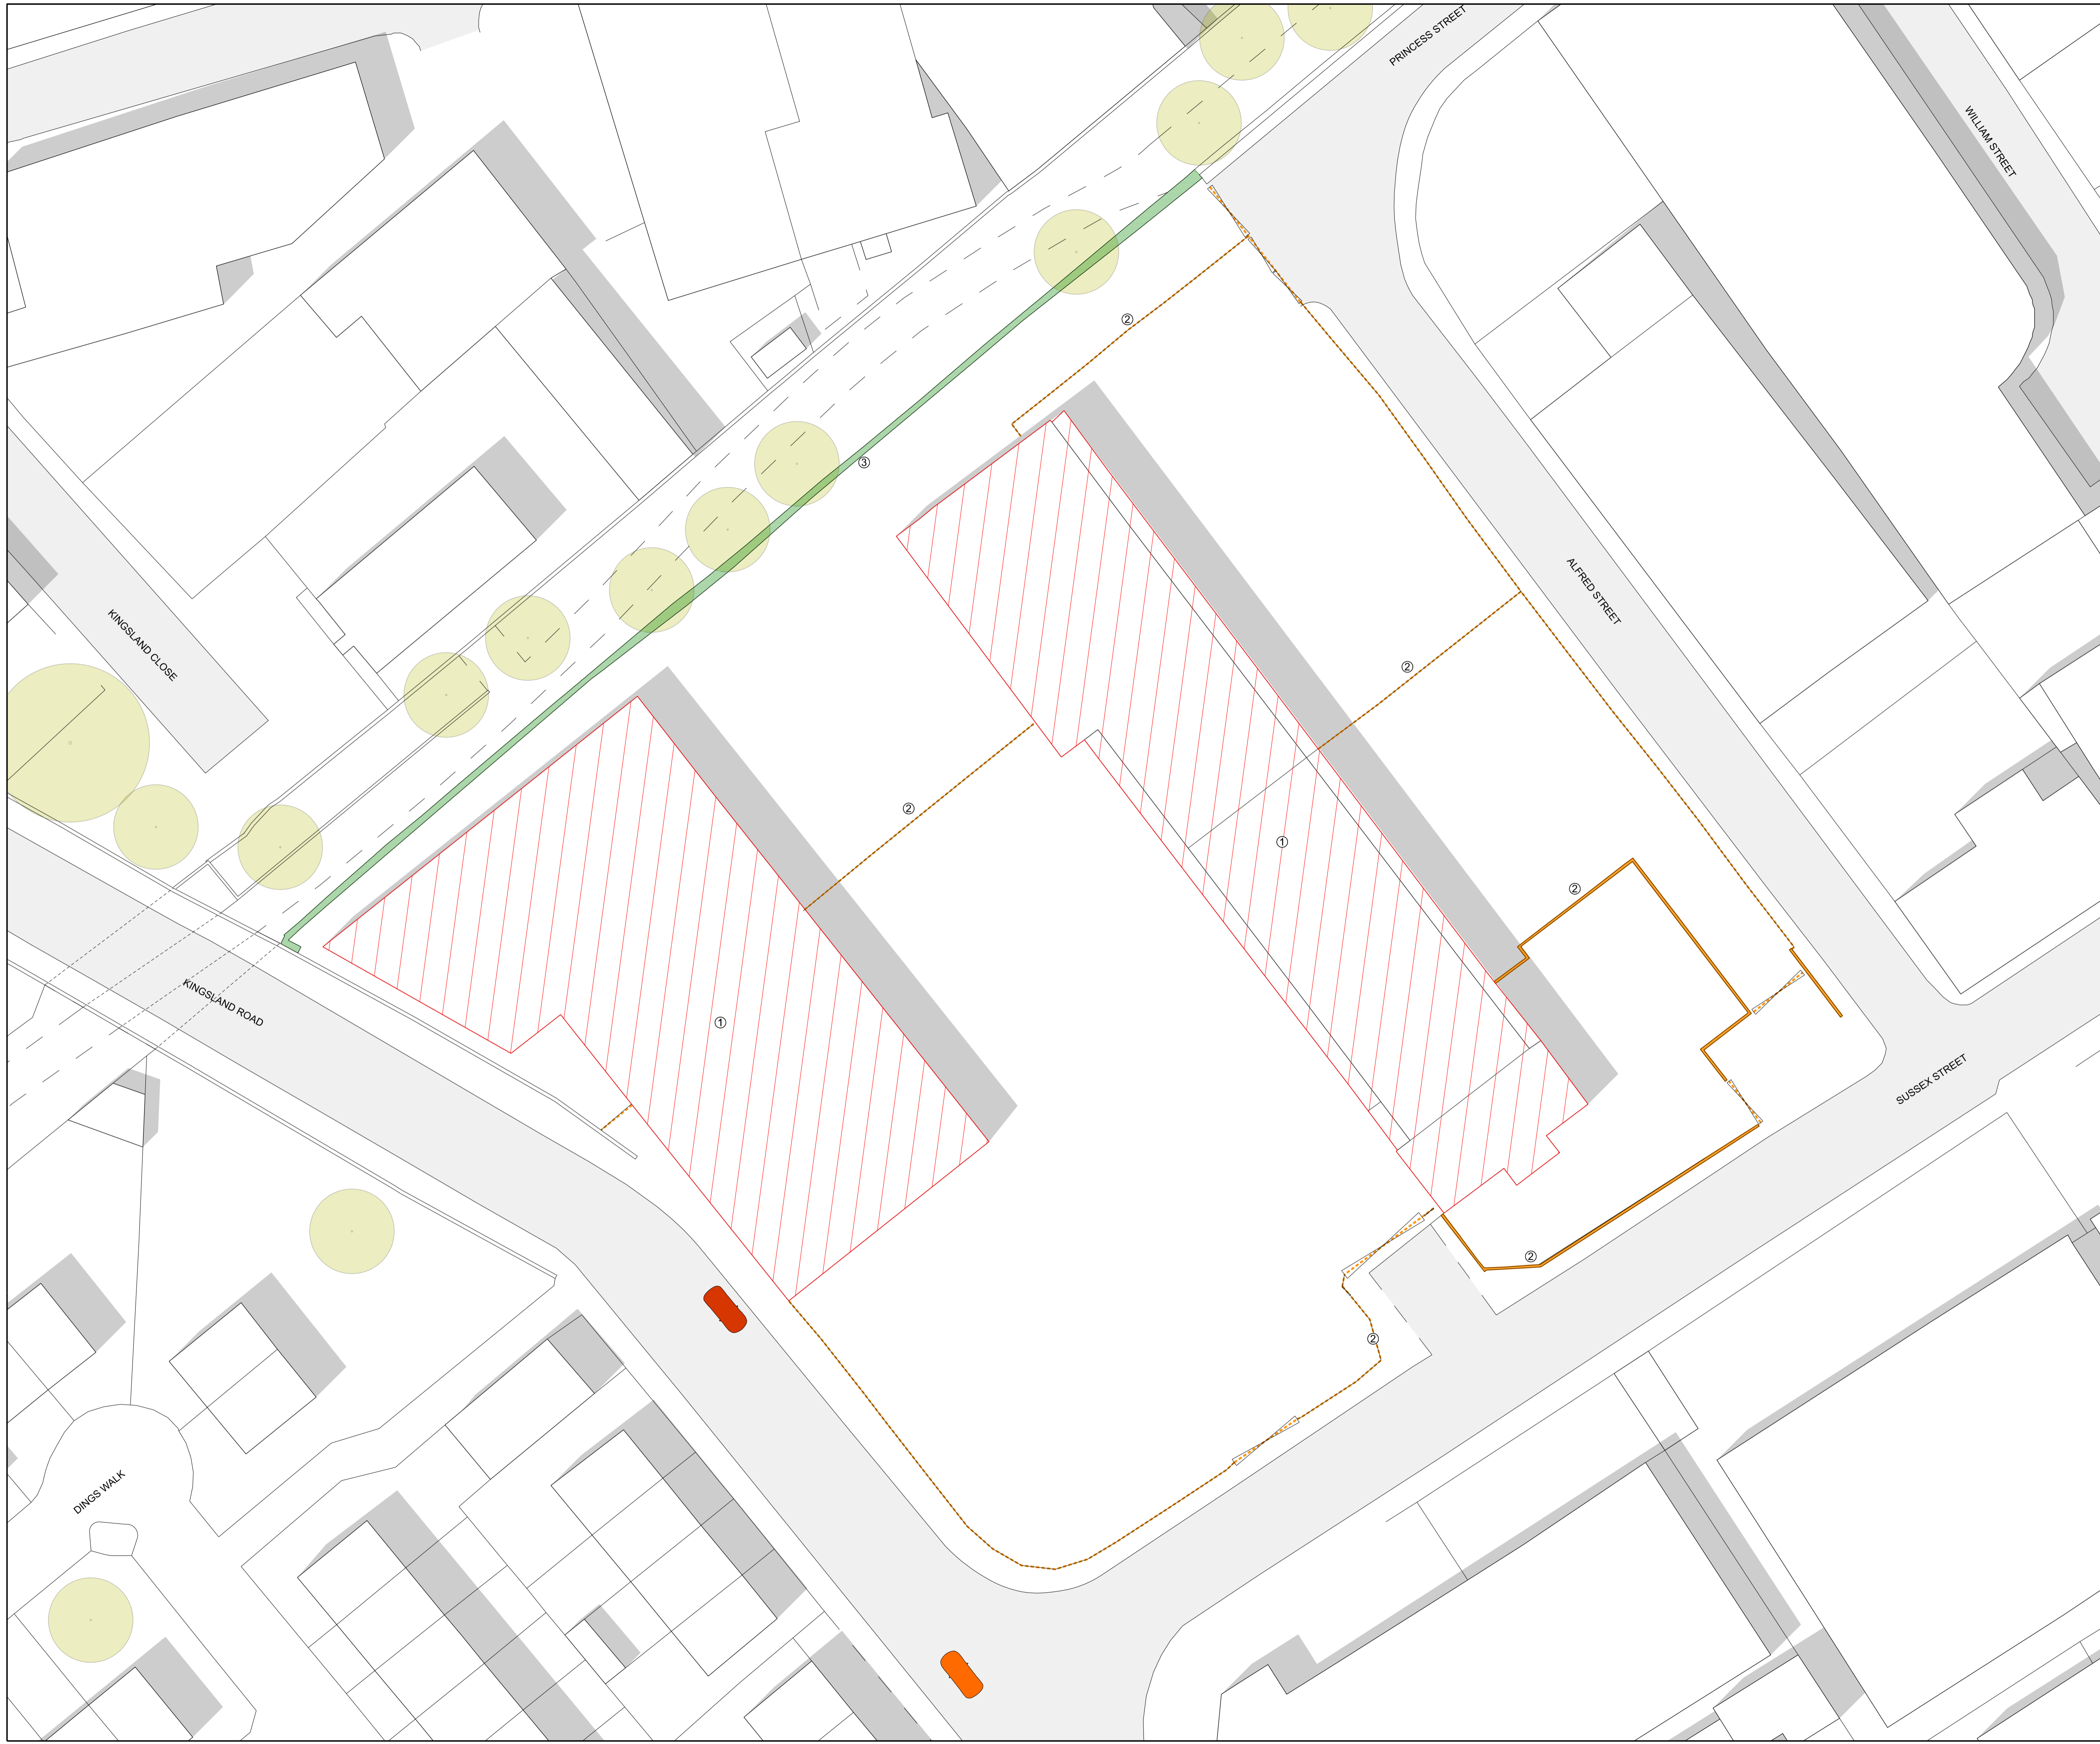 PRINCESS STREET
WILLIAM STREET
②
③
ALFRED STREET
KINGSLAND CLOSE
②
②
①
②
KINGSLAND ROAD
①
SUSSEX STREET
②
②
DINGS WALK